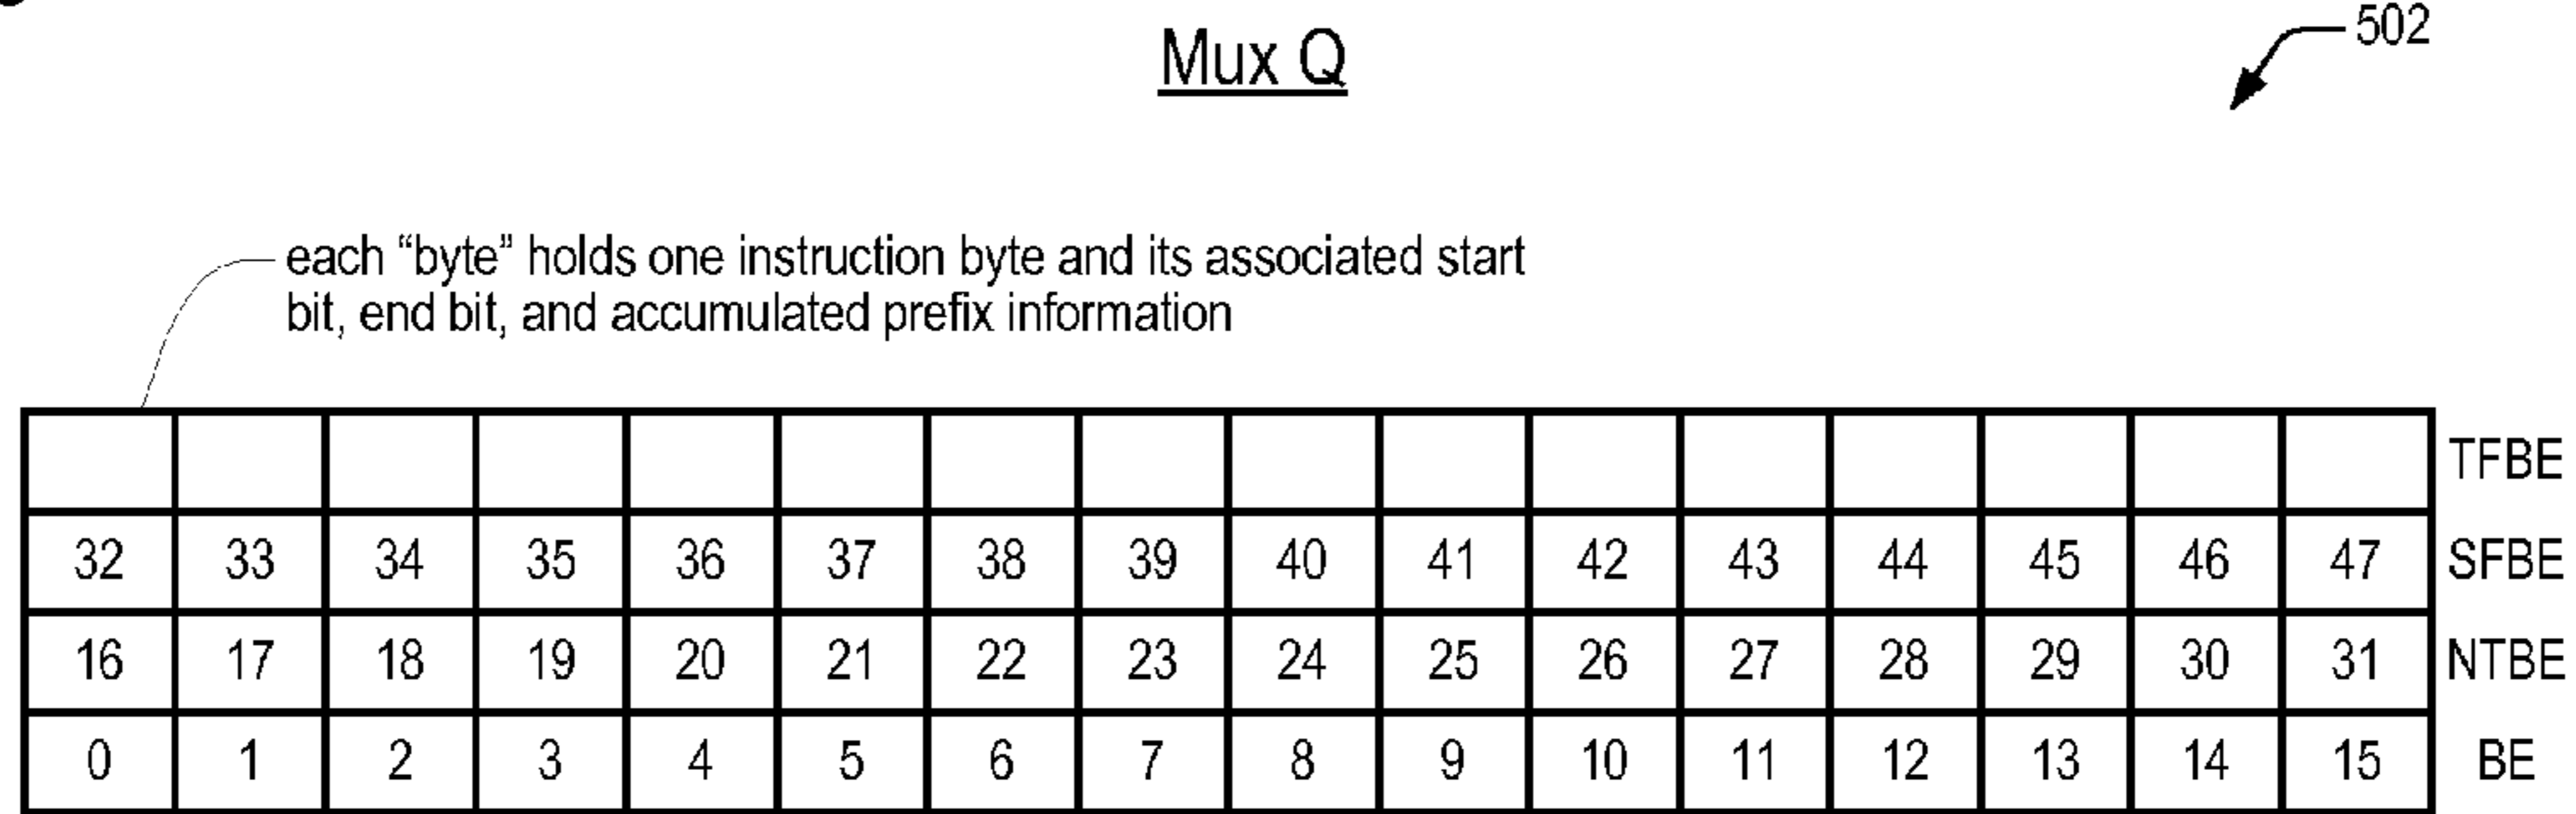 Mux Q
502
each “byte” holds one instruction byte and its associated start
bit, end bit, and accumulated prefix information
TFBE
32 33 34 35 36 37 38 39 40 41 42 43 44 45 46 47 SFBE
16 17 18 19 20 21 22 23 24 25 26 27 28 29 30 31 NTBE
0 1 2 3 4 5 6 7 8 9 10 11 12 13 14 15 BE